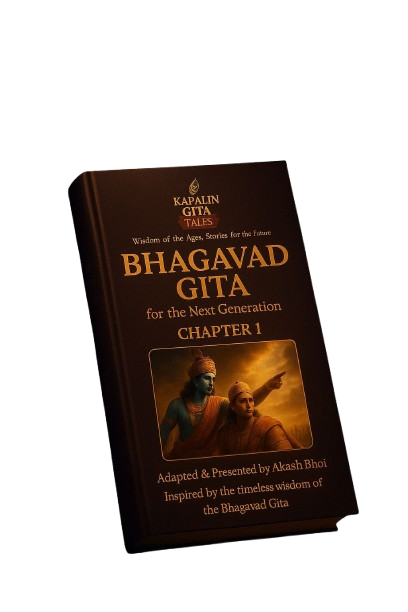 KAPALIN
GITA
TALES
Wisdom of the Ages, Stories for the Future
BHAGAVAD
GITA
for the Next Generation
CHAPTER 1
Adapted & Presented by Akash Bhoi
Inspired by the timeless wisdom of
the Bhagavad Gita